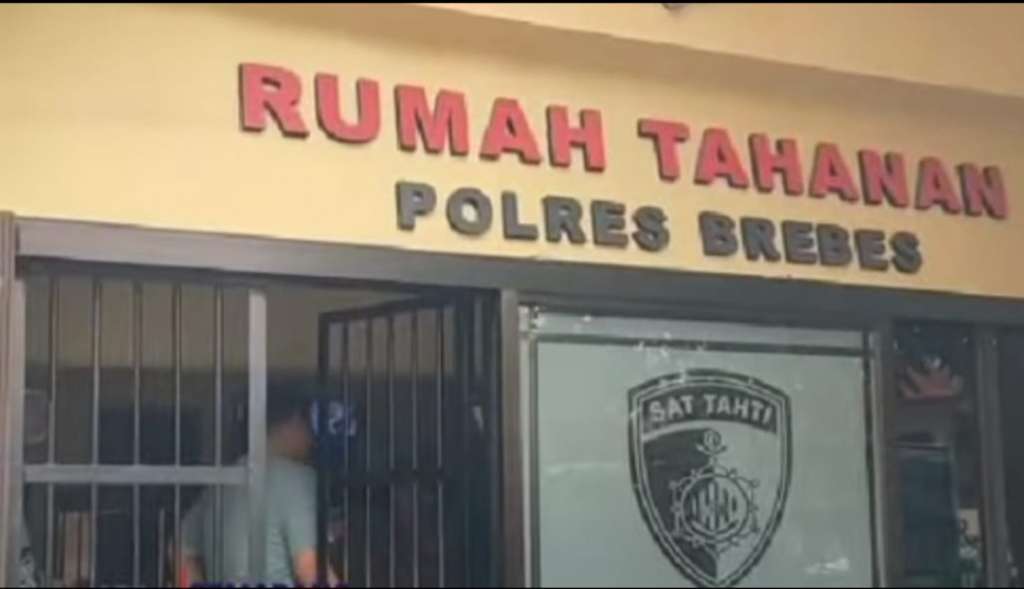 RUMAH TAHANAN
POLRES BREBES
SAT TAHTI